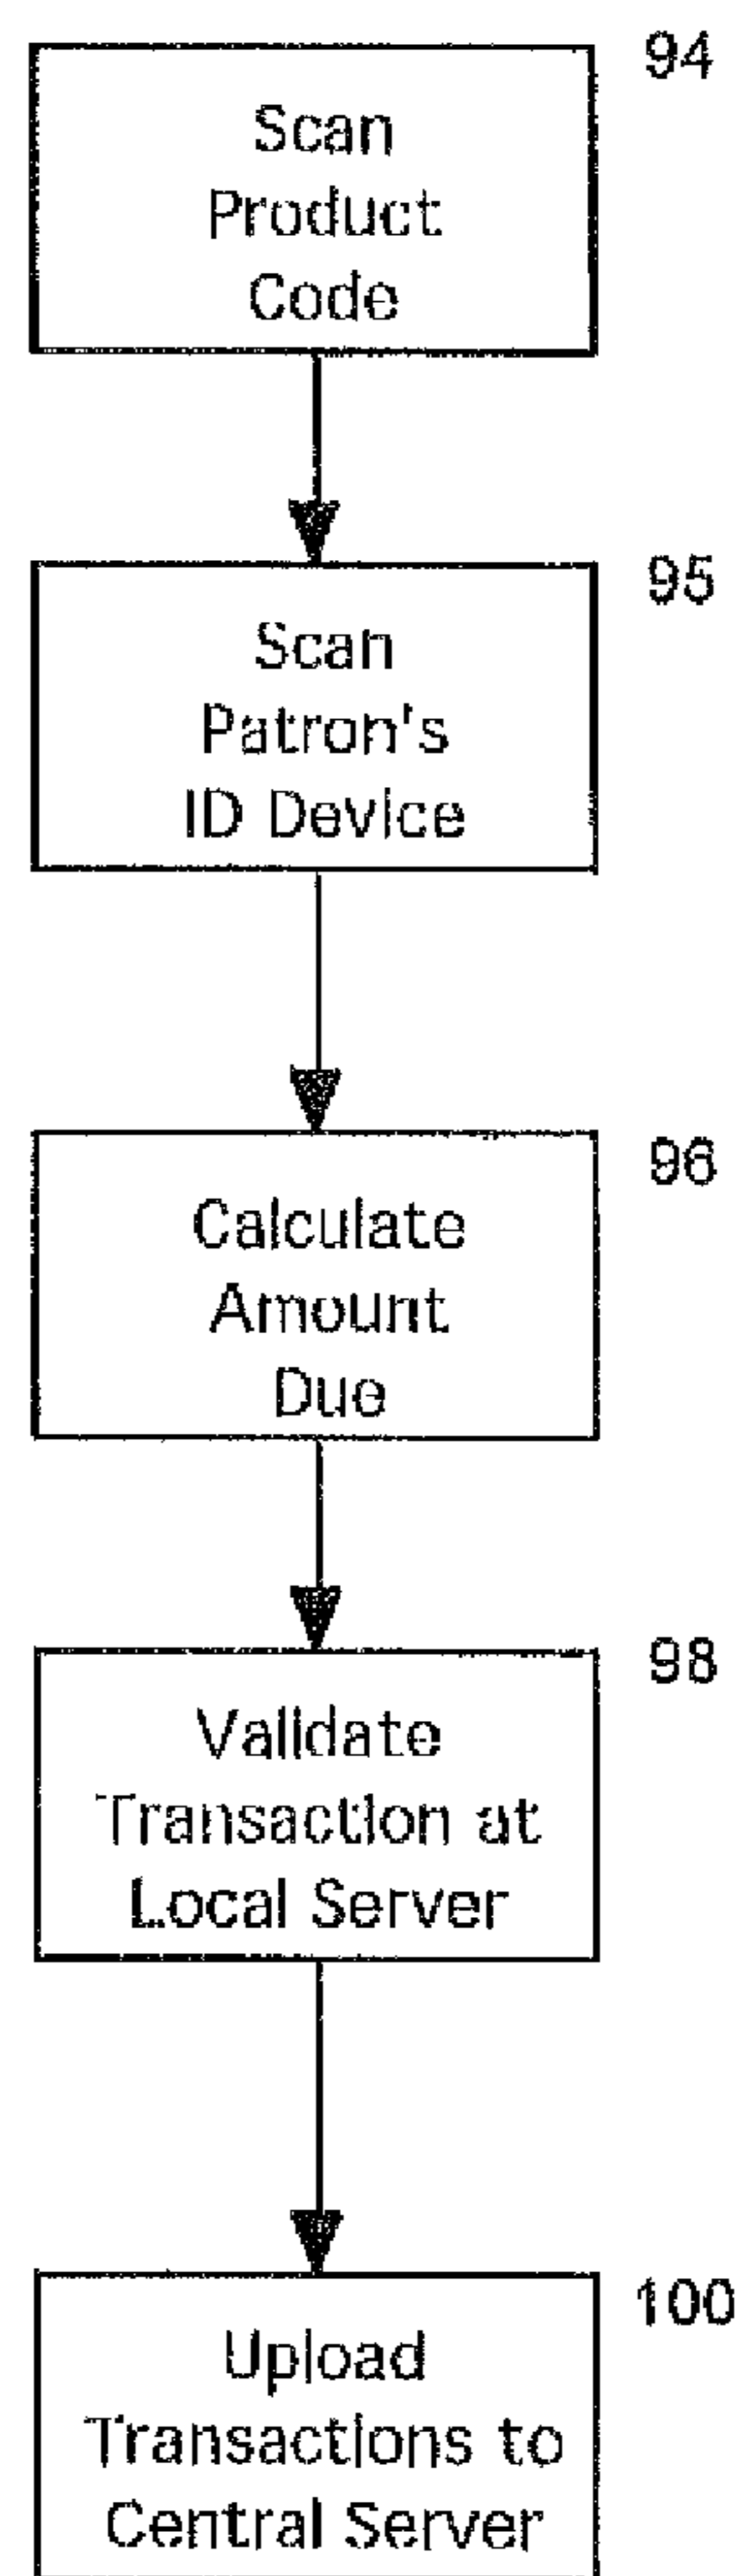 94
Scan
Product
Code
95
Scan
Patron's
ID Device
96
Calculate
Amount
Due
98
Validate
Transaction at
Local Server
100
Upload
Transactions to
Central Server